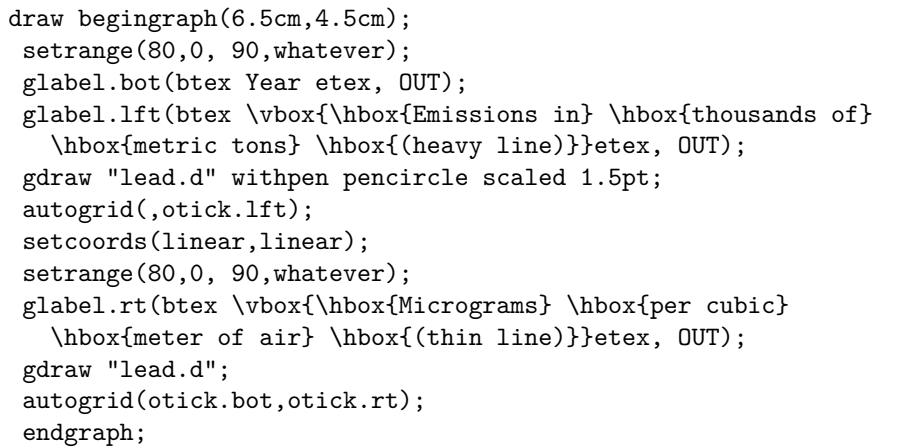 draw begingraph(6.5cm,4.5cm);
setrange(80,0, 90,whatever);
glabel.bot(btex Year etex, OUT);
glabel.lft(btex \vbox{\hbox{Emissions in} \hbox{thousands of}
\hbox{metric tons} \hbox{(heavy line)}}etex, OUT);
gdraw "lead.d" withpen pencircle scaled 1.5pt;
autogrid(,otick.lft);
setcoords(linear,linear);
setrange(80,0, 90,whatever);
glabel.rt(btex \vbox{\hbox{Micrograms} \hbox{per cubic}
\hbox{meter of air} \hbox{(thin line)}}etex, OUT);
gdraw "lead.d";
autogrid(otick.bot,otick.rt);
endgraph;